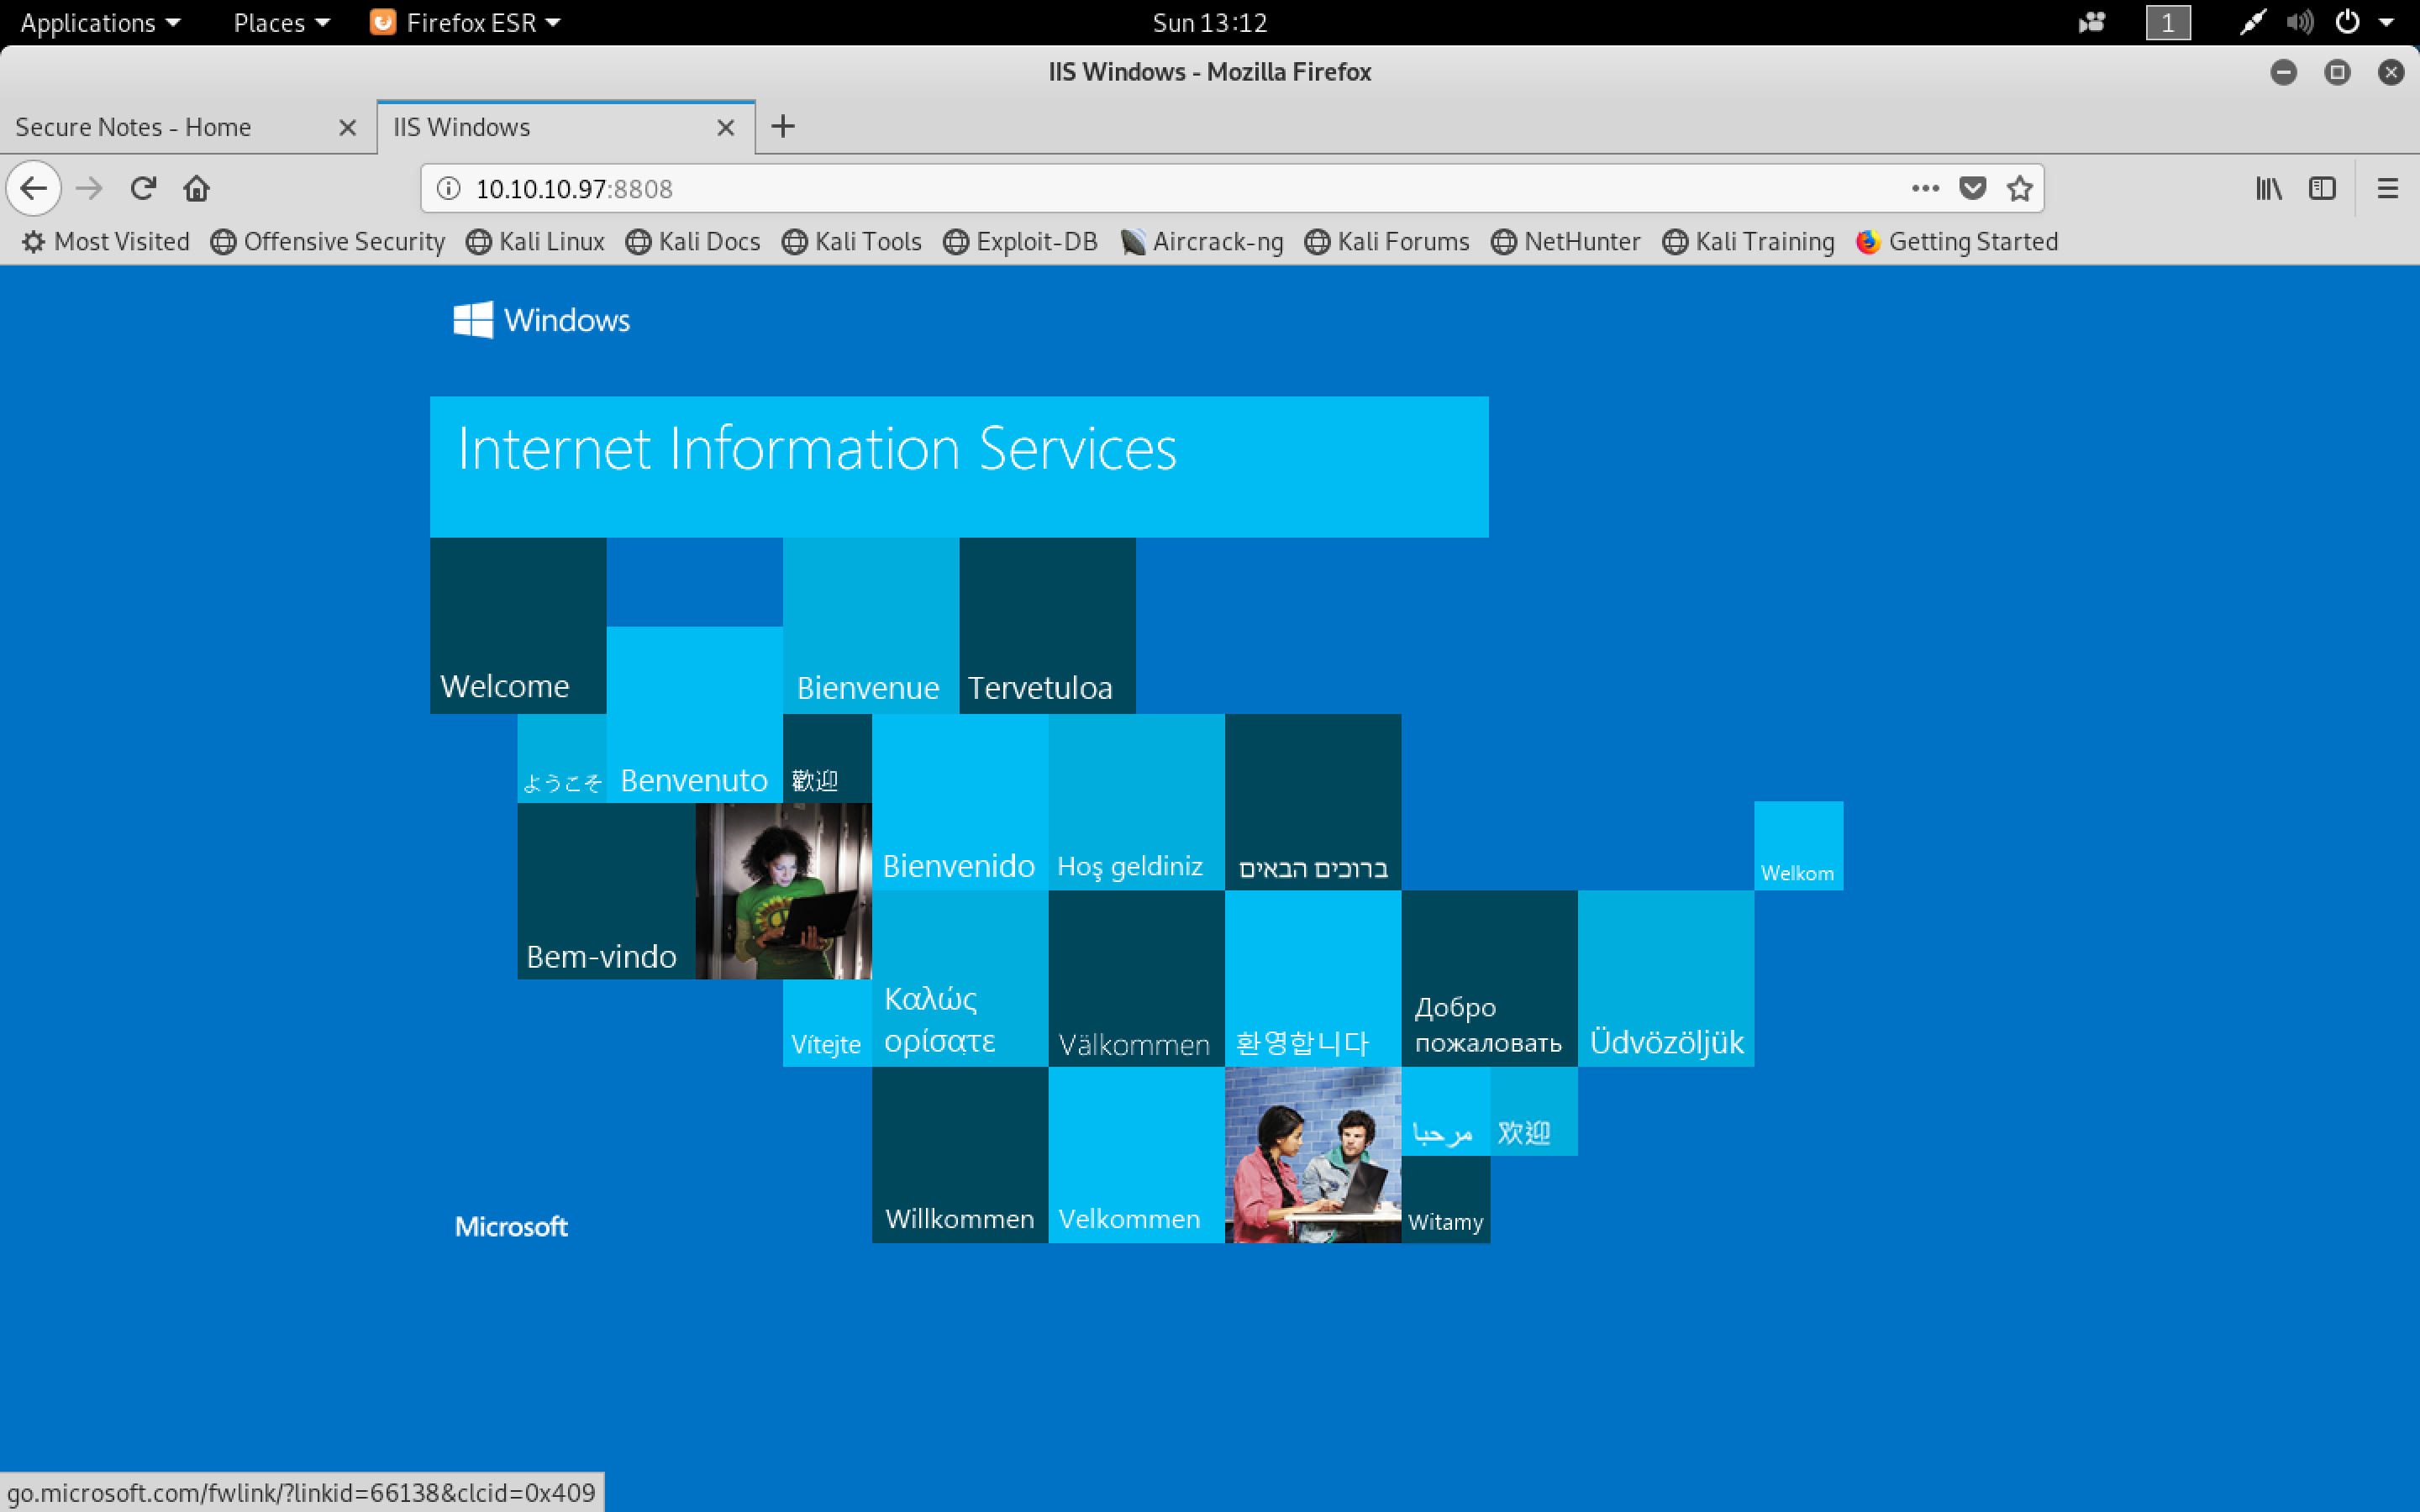 Applications Places Firefox ESR Sun 13:12 1
IIS Windows - Mozilla Firefox
Secure Notes - Home IIS Windows
10.10.10.97:8808
Most Visited Offensive Security Kali Linux Kali Docs Kali Tools Exploit-DB Aircrack-ng Kali Forums NetHunter Kali Training Getting Started
Windows
Internet Information Services
Welcome Bienvenue Tervetuloa
ようこそ Benvenuto 歡迎
Bienvenido Hoş geldiniz ברוכים הבאים Welkom
Bem-vindo
Καλώς
ορίσατε
Vítejte Välkommen 환영합니다
Добро
пожаловать
Üdvözöljük
مرحبا 欢迎
Willkommen Velkommen Witamy
Microsoft
go.microsoft.com/fwlink/?linkid=66138&clcid=0x409